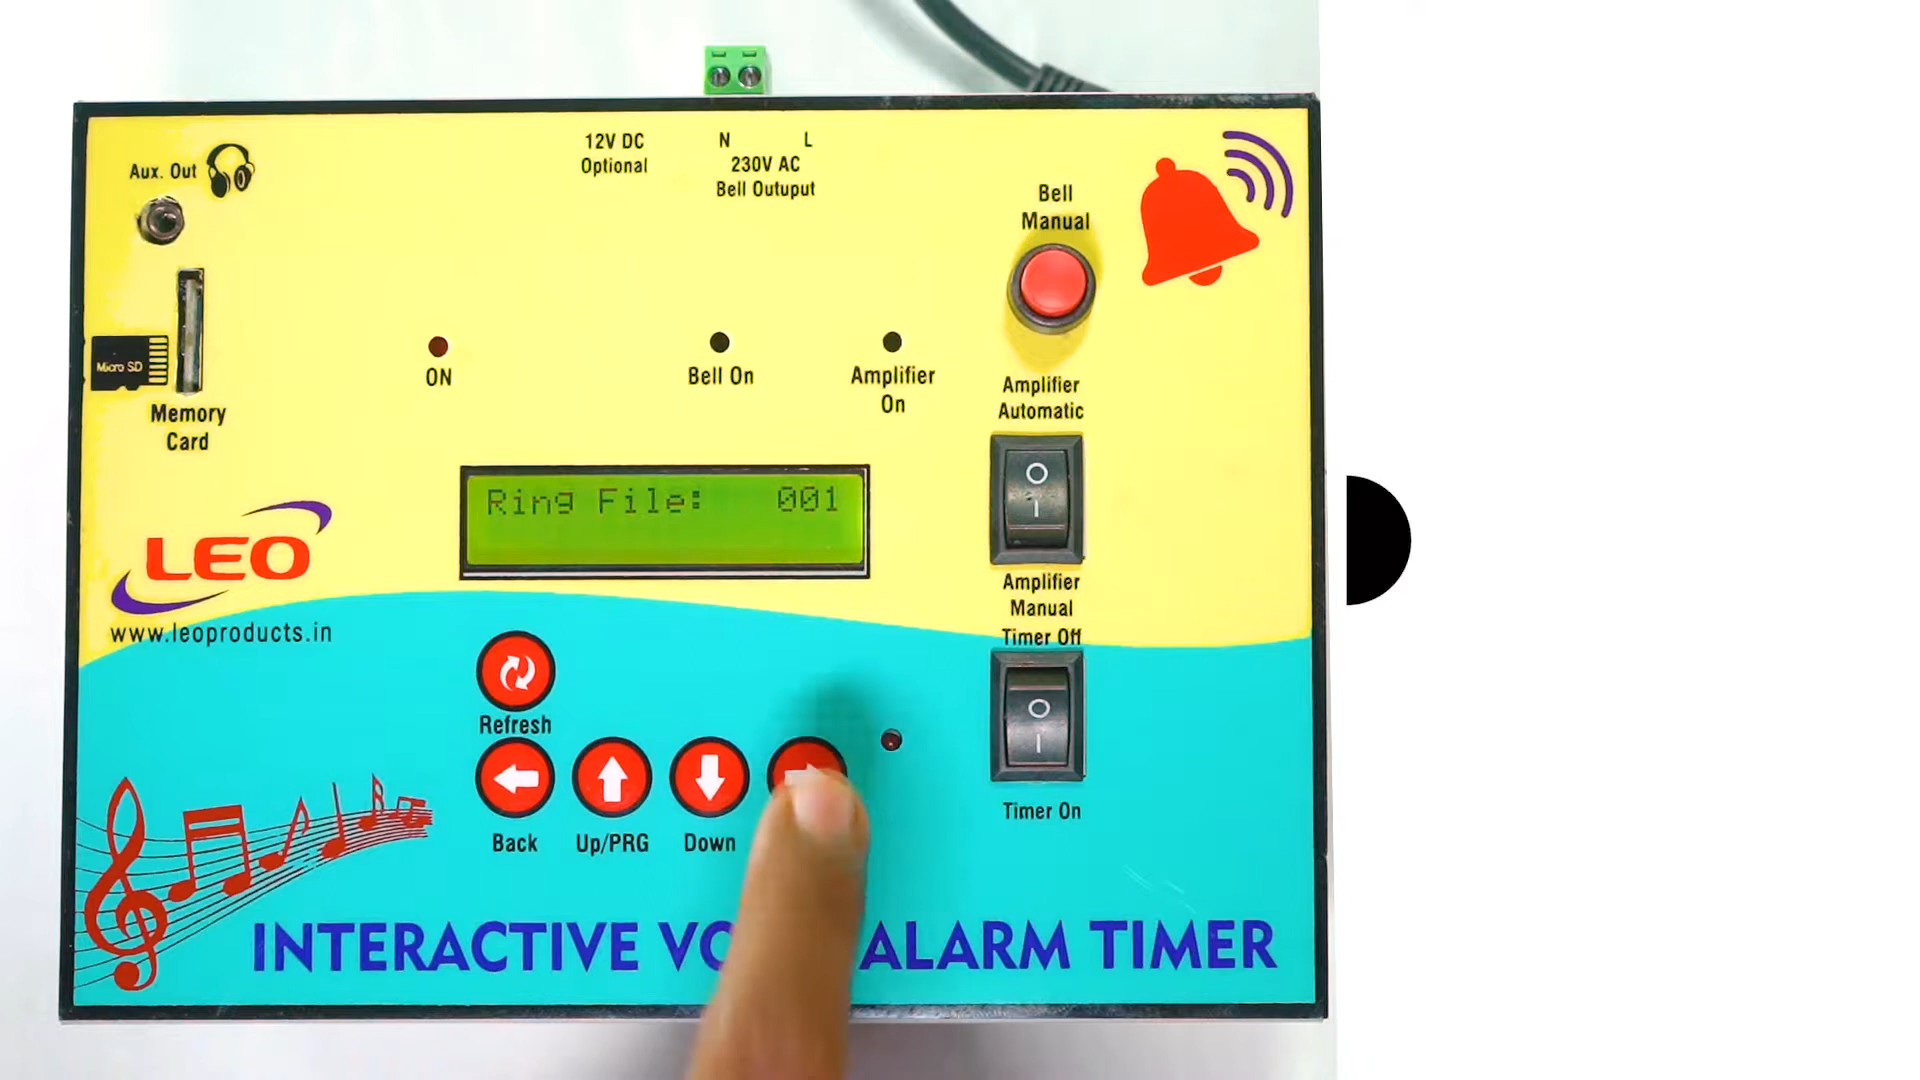 Aux. Out
12V DC
Optional
N L
230V AC
Bell Outuput
Bell
Manual
Micro SD
Memory
Card
ON
Bell On
Amplifier
On
Amplifier
Automatic
O
I
Ring File: 001
LEO
www.leoproducts.in
Amplifier
Manual
Timer Off
O
I
Timer On
Refresh
Back
Up/PRG
Down
INTERACTIVE ALARM TIMER